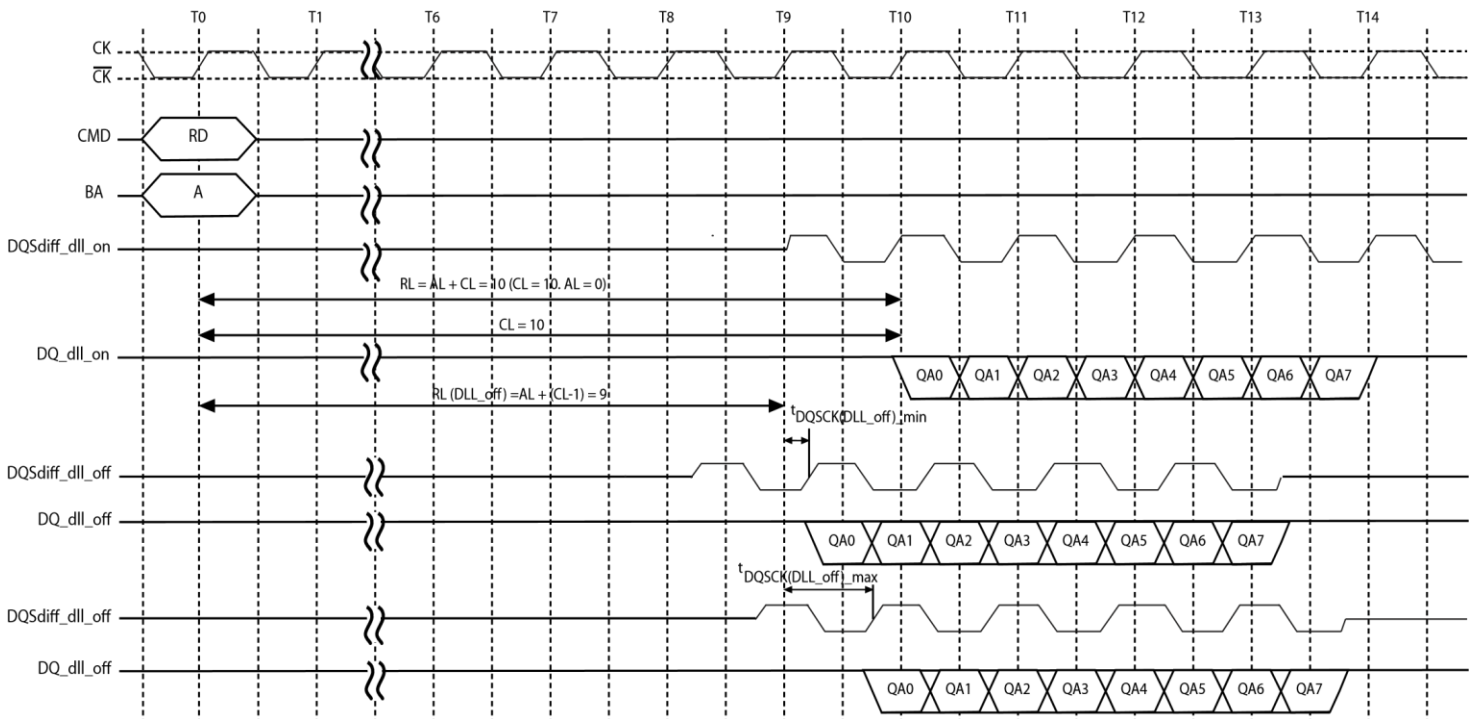 T0 T1 T6 T7 T8 T9 T10 T11 T12 T13 T14
CK
CK
CMD RD
BA A
DQSdiff_dll_on
RL = AL + CL = 10 (CL = 10. AL = 0)
CL = 10
DQ_dll_on
QA0 QA1 QA2 QA3 QA4 QA5 QA6 QA7
RL (DLL_off) =AL + (CL-1) = 9
tDQSCK(DLL_off)_min
DQSdiff_dll_off
DQ_dll_off
QA0 QA1 QA2 QA3 QA4 QA5 QA6 QA7
tDQSCK(DLL_off)_max
DQSdiff_dll_off
DQ_dll_off
QA0 QA1 QA2 QA3 QA4 QA5 QA6 QA7